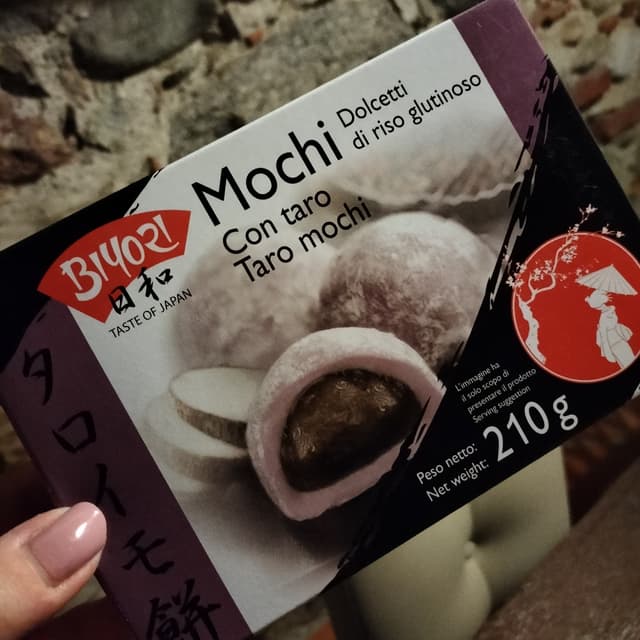 Mochi
Dolcetti
di riso glutinoso
Con taro
Taro mochi
BIYORI
日和
TASTE OF JAPAN
タロイモ餅
L'immagine ha
il solo scopo di
presentare il prodotto
Serving suggestion
Peso netto:
Net weight:
210g